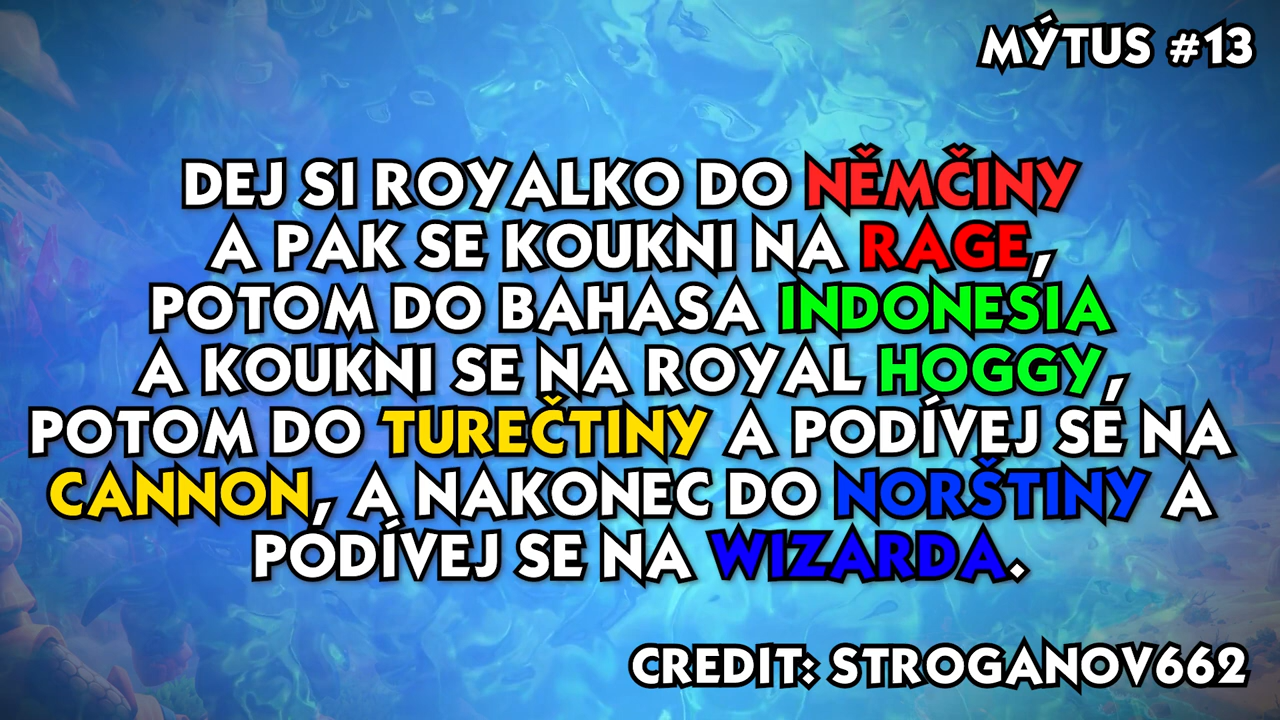 MÝTUS #13
DEJ SI ROYALKO DO NĚMČINY
A PAK SE KOUKNI NA RAGE,
POTOM DO BAHASA INDONESIA
A KOUKNI SE NA ROYAL HOGGY,
POTOM DO TUREČTINY A PODÍVEJ SE NA
CANNON, A NAKONEC DO NORŠTINY A
PODÍVEJ SE NA WIZARDA.
CREDIT: STROGANOV662